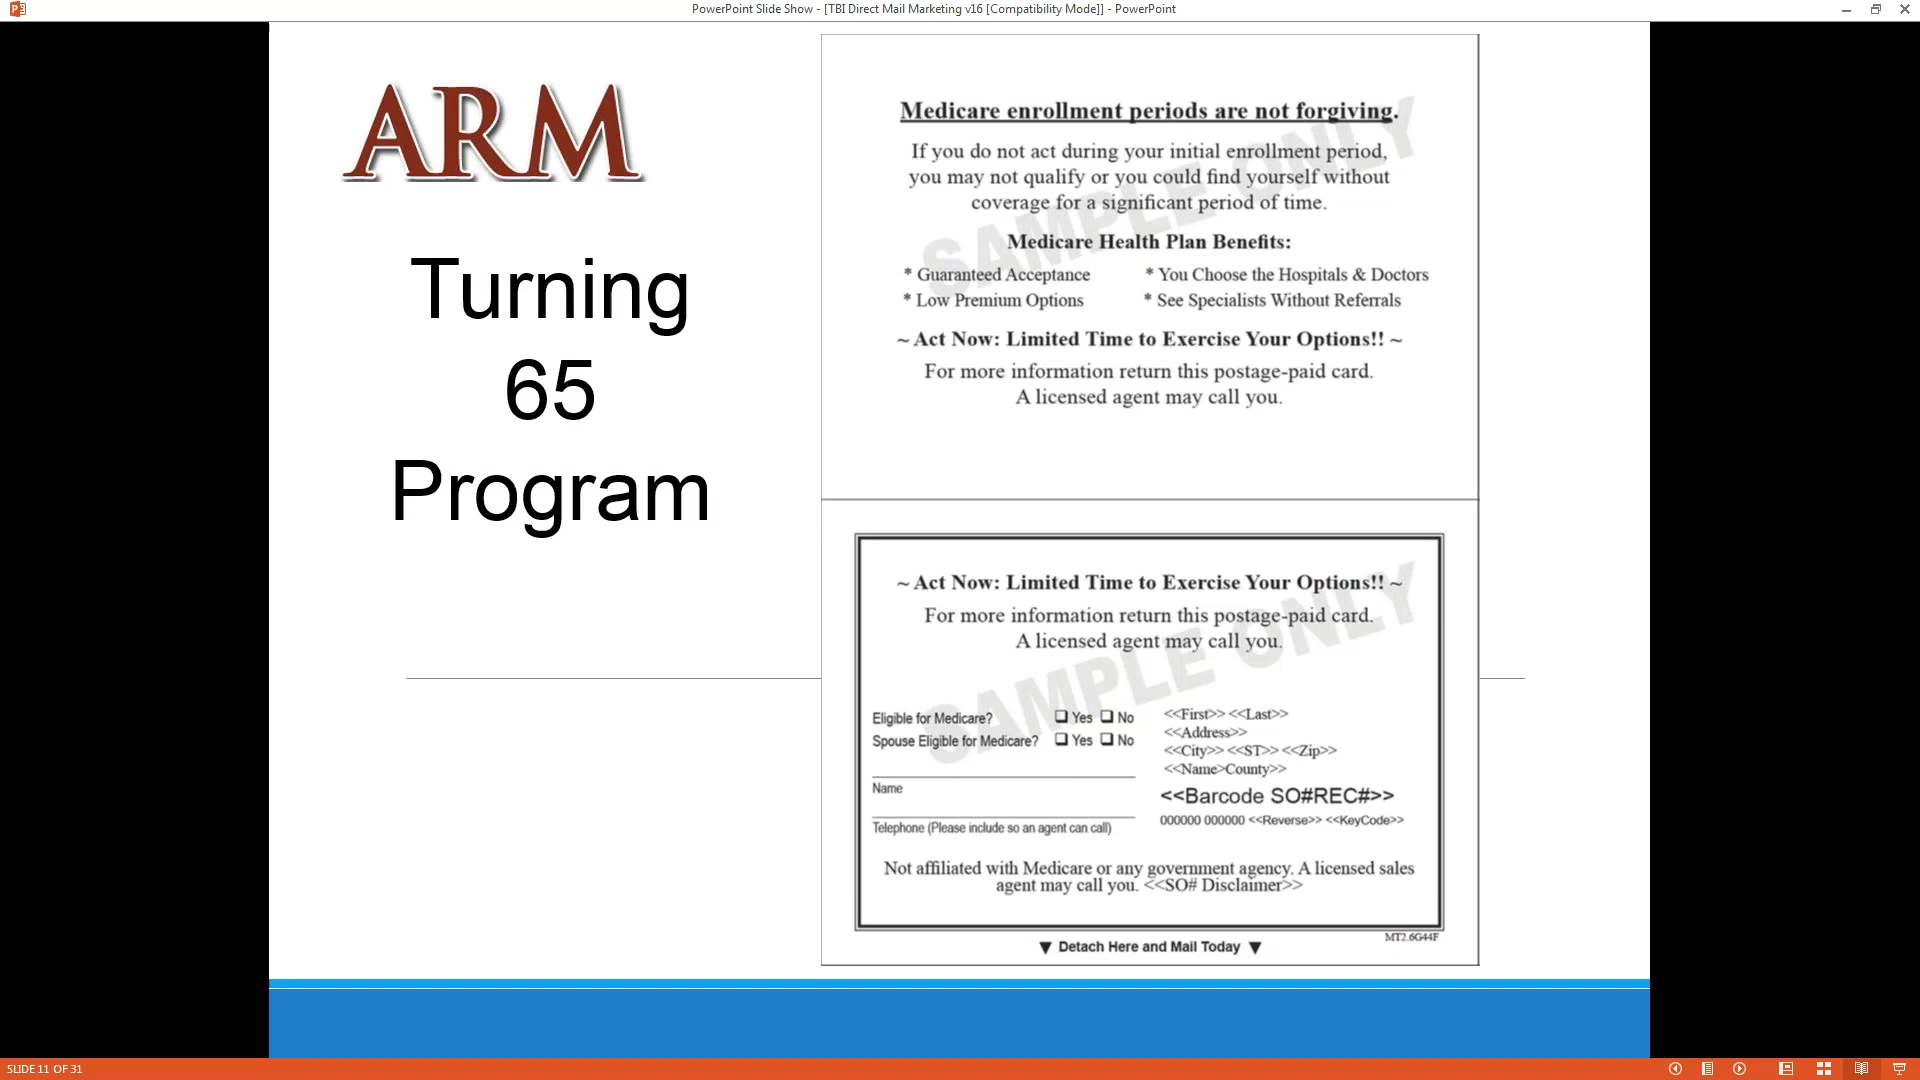 PowerPoint Slide Show - [TBI Direct Mail Marketing v16 [Compatibility Mode]] - PowerPoint
ARM
Turning
65
Program
Medicare enrollment periods are not forgiving.
If you do not act during your initial enrollment period,
you may not qualify or you could find yourself without
coverage for a significant period of time.
Medicare Health Plan Benefits:
* Guaranteed Acceptance * You Choose the Hospitals & Doctors
* Low Premium Options * See Specialists Without Referrals
~ Act Now: Limited Time to Exercise Your Options!! ~
For more information return this postage-paid card.
A licensed agent may call you.
SAMPLE ONLY
~ Act Now: Limited Time to Exercise Your Options!! ~
For more information return this postage-paid card.
A licensed agent may call you.
SAMPLE ONLY
Eligible for Medicare? ❑ Yes ❑ No
Spouse Eligible for Medicare? ❑ Yes ❑ No
Name
Telephone (Please include so an agent can call)
<<First>> <<Last>>
<<Address>>
<<City>> <<ST>> <<Zip>>
<<Name>County>>
<<Barcode SO#REC#>>
000000 000000 <<Reverse>> <<KeyCode>>
Not affiliated with Medicare or any government agency. A licensed sales
agent may call you. <<SO# Disclaimer>>
MT2.6G44F
▼ Detach Here and Mail Today ▼
SLIDE 11 OF 31